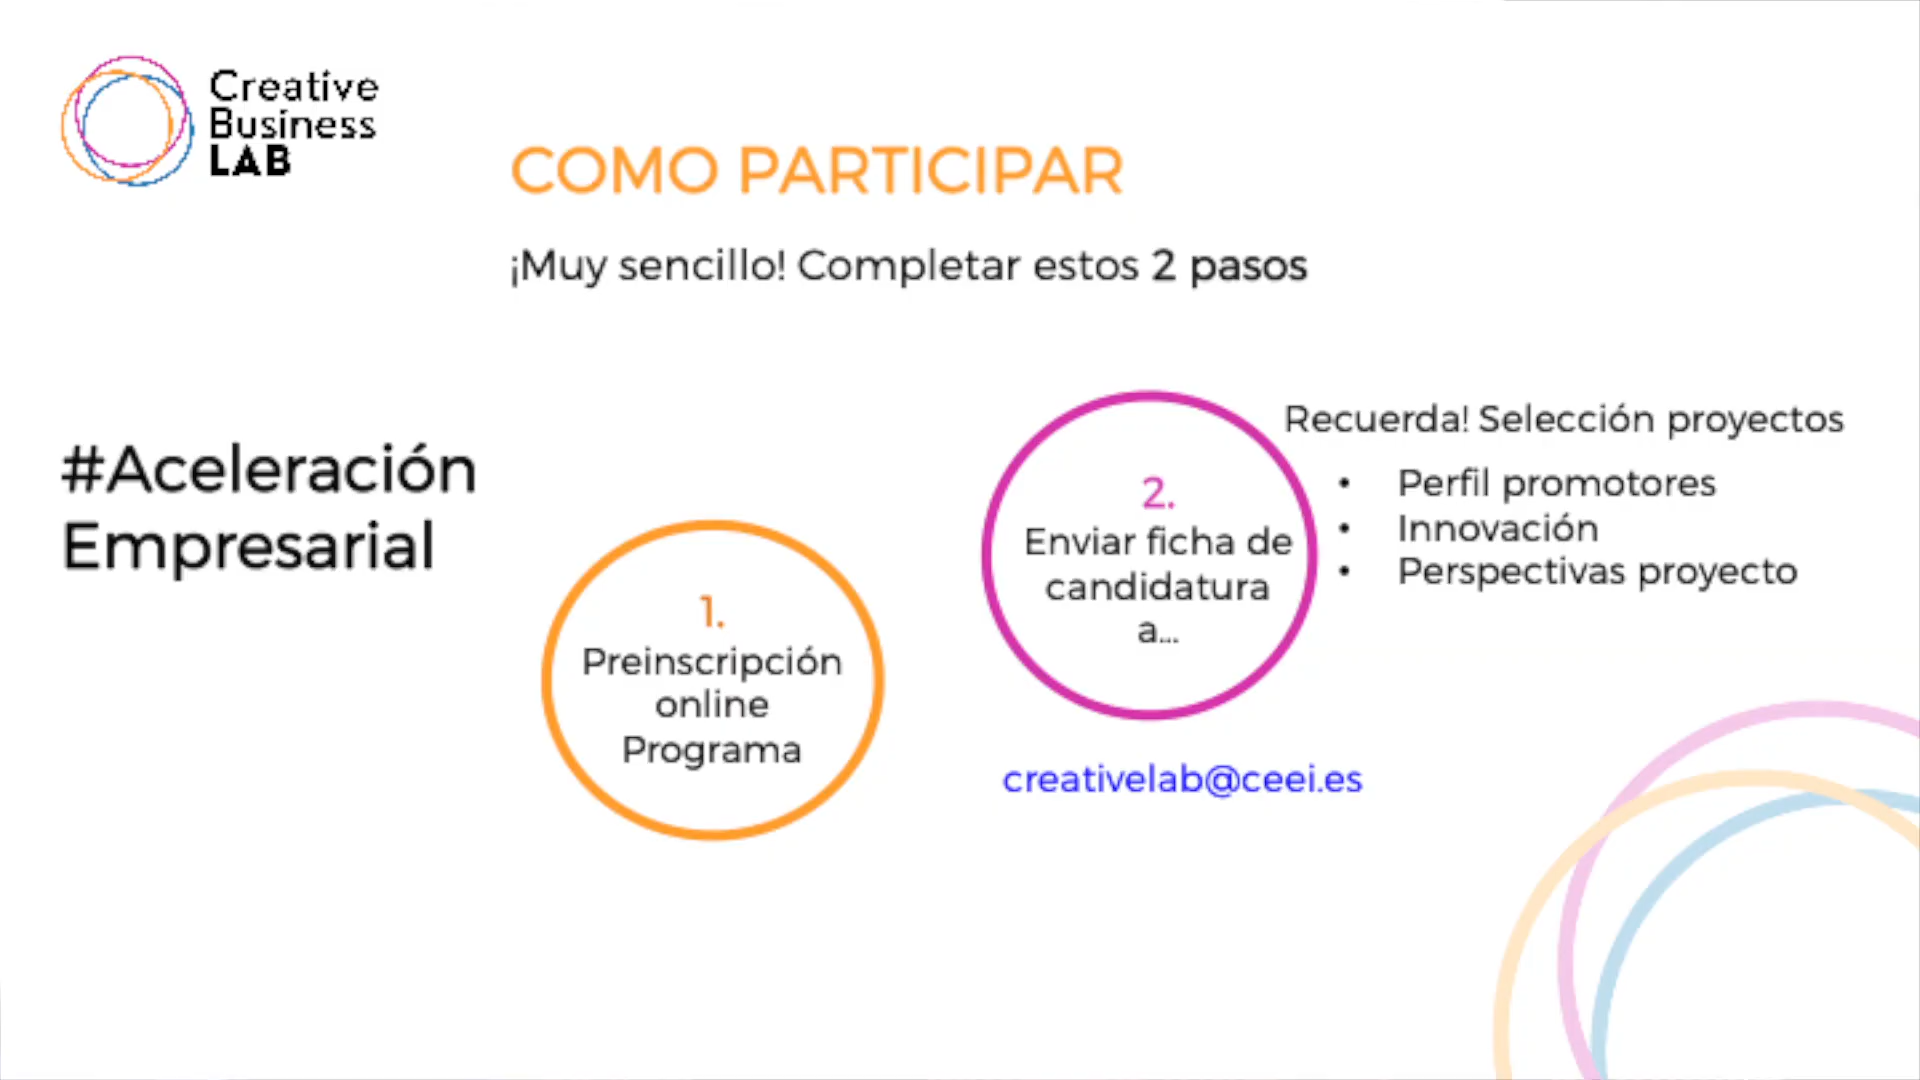 Creative
Business
LAB
COMO PARTICIPAR
¡Muy sencillo! Completar estos 2 pasos
#Aceleración
Empresarial
1.
Preinscripción
online
Programa
2.
Enviar ficha de
candidatura
a...
creativelab@ceei.es
Recuerda! Selección proyectos
• Perfil promotores
• Innovación
• Perspectivas proyecto